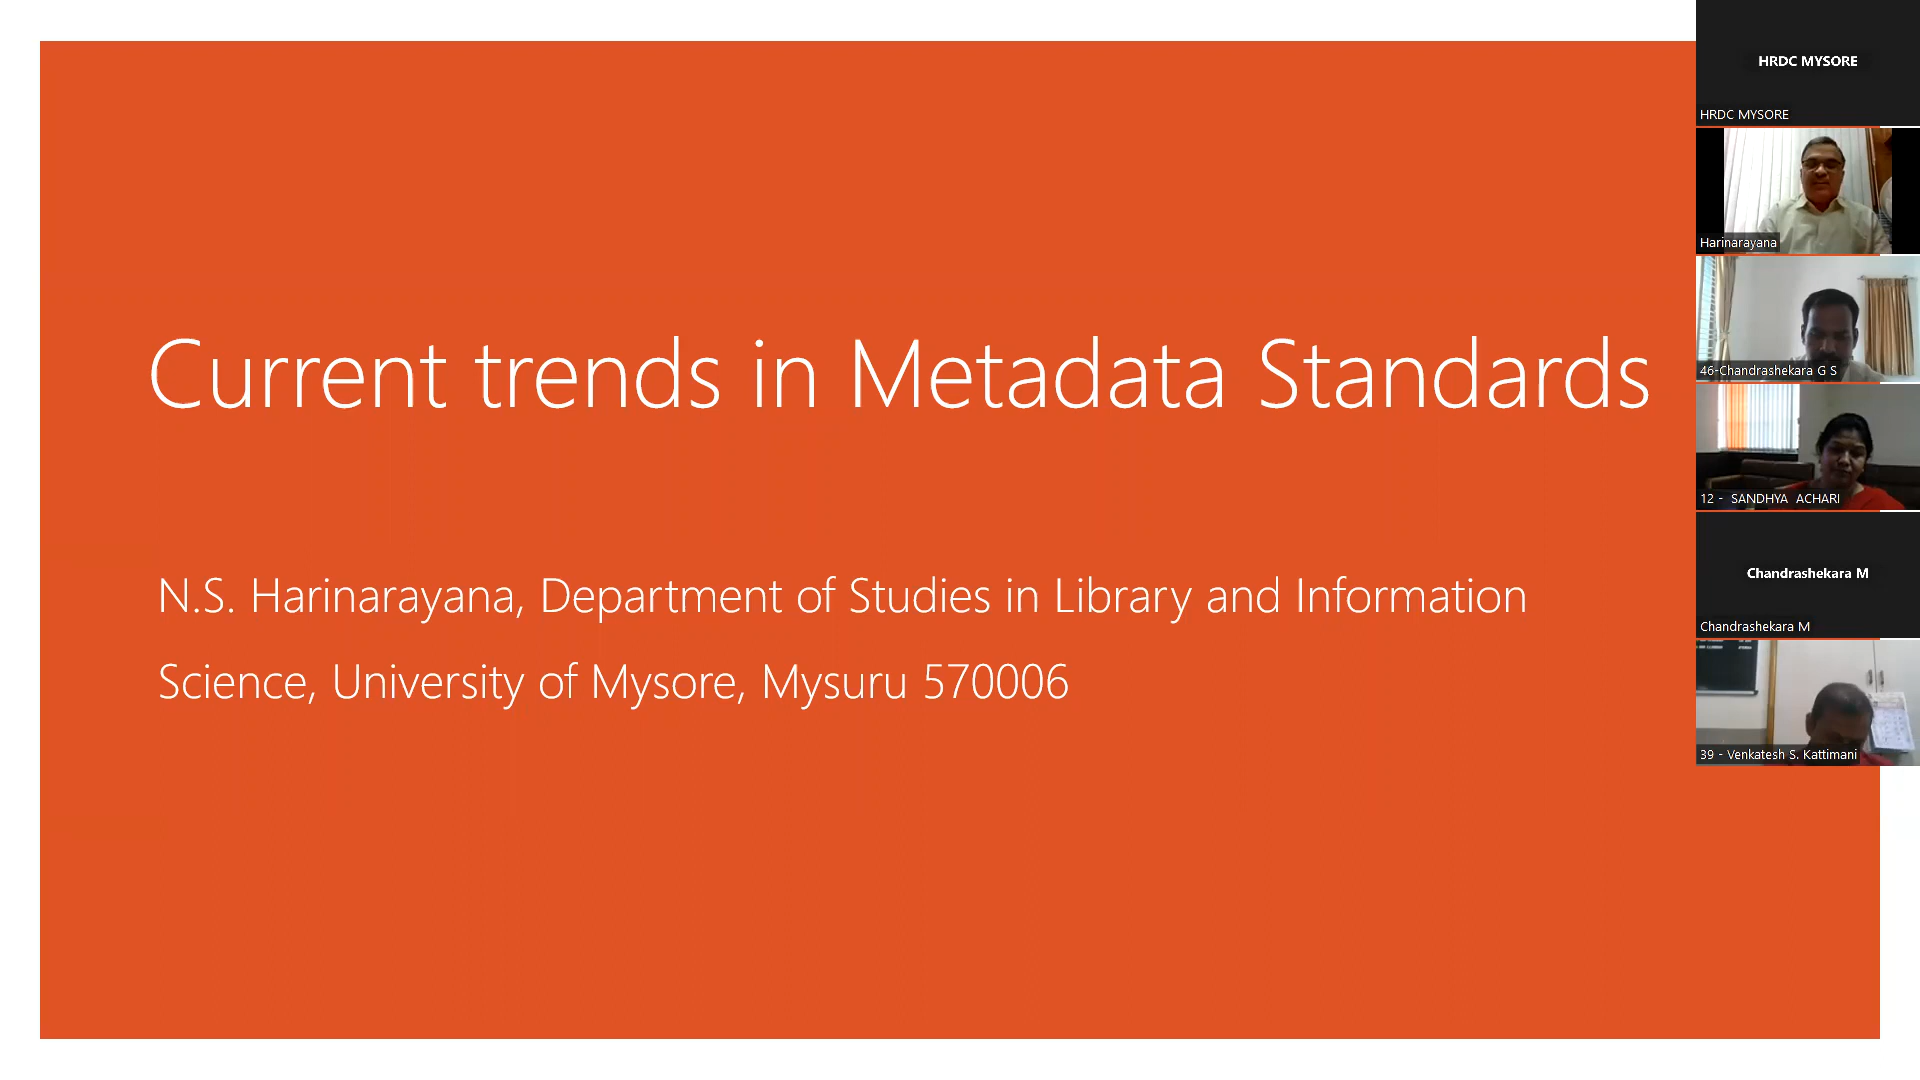 Current trends in Metadata Standards
N.S. Harinarayana, Department of Studies in Library and Information
Science, University of Mysore, Mysuru 570006
HRDC MYSORE
HRDC MYSORE
Harinarayana
46-Chandrashekara G S
12 - SANDHYA ACHARI
Chandrashekara M
Chandrashekara M
39 - Venkatesh S. Kattimani